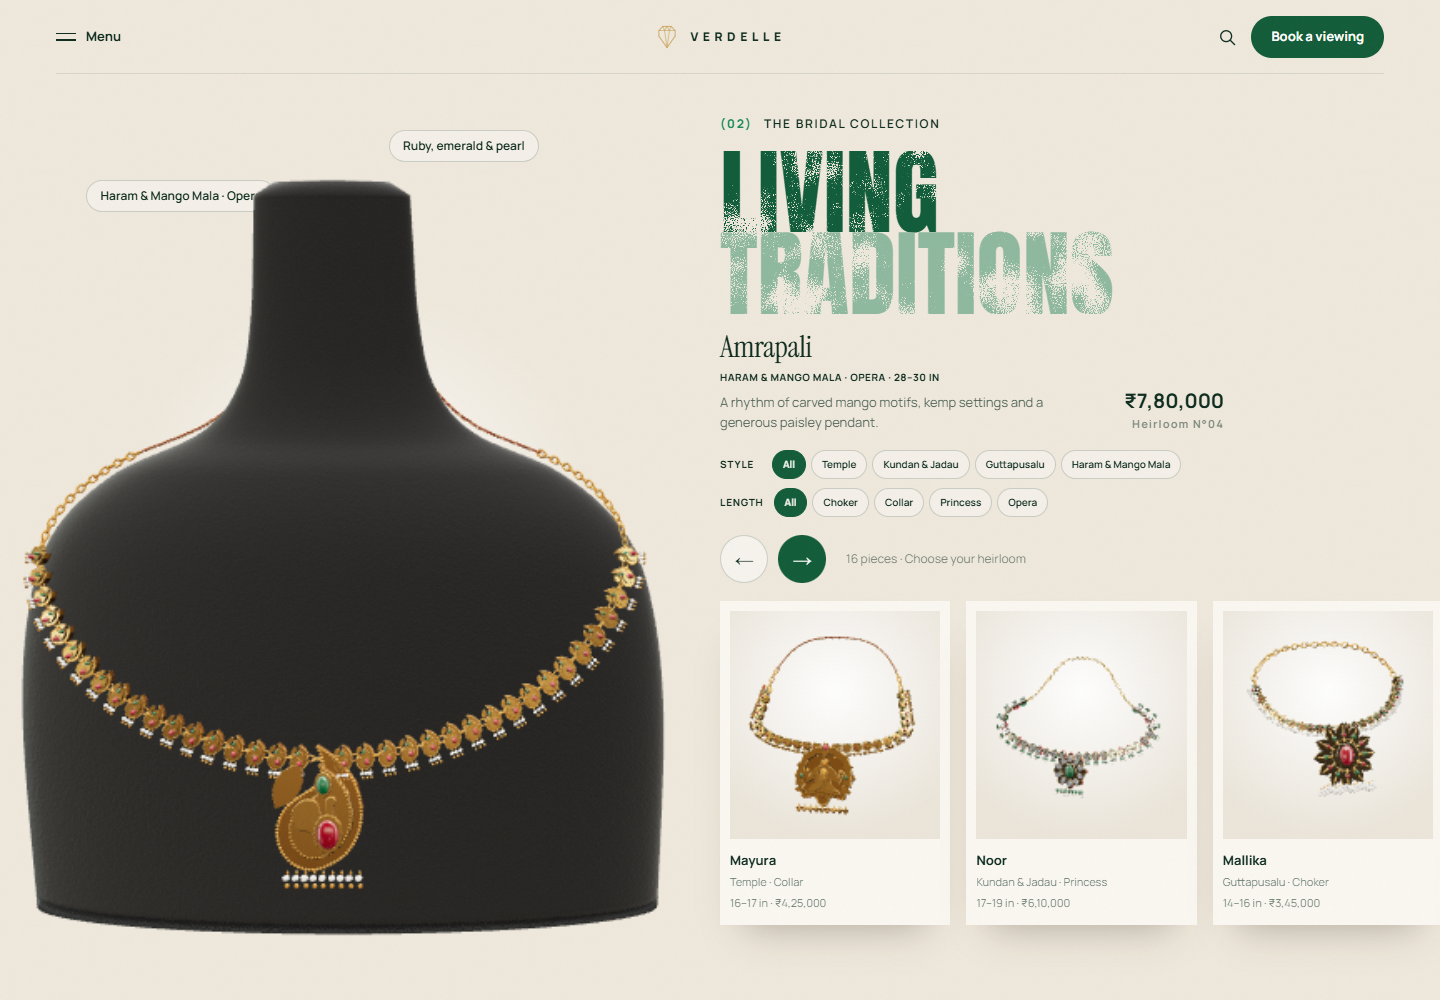 Menu
VERDELLE
Book a viewing
Ruby, emerald & pearl
Haram & Mango Mala · Oper
(02) THE BRIDAL COLLECTION
LIVING
TRADITIONS
Amrapali
HARAM & MANGO MALA · OPERA · 28–30 IN
A rhythm of carved mango motifs, kemp settings and a
generous paisley pendant.
₹7,80,000
Heirloom N°04
STYLE All Temple Kundan & Jadau Guttapusalu Haram & Mango Mala
LENGTH All Choker Collar Princess Opera
← → 16 pieces · Choose your heirloom
Mayura
Temple · Collar
16–17 in · ₹4,25,000
Noor
Kundan & Jadau · Princess
17–19 in · ₹6,10,000
Mallika
Guttapusalu · Choker
14–16 in · ₹3,45,000